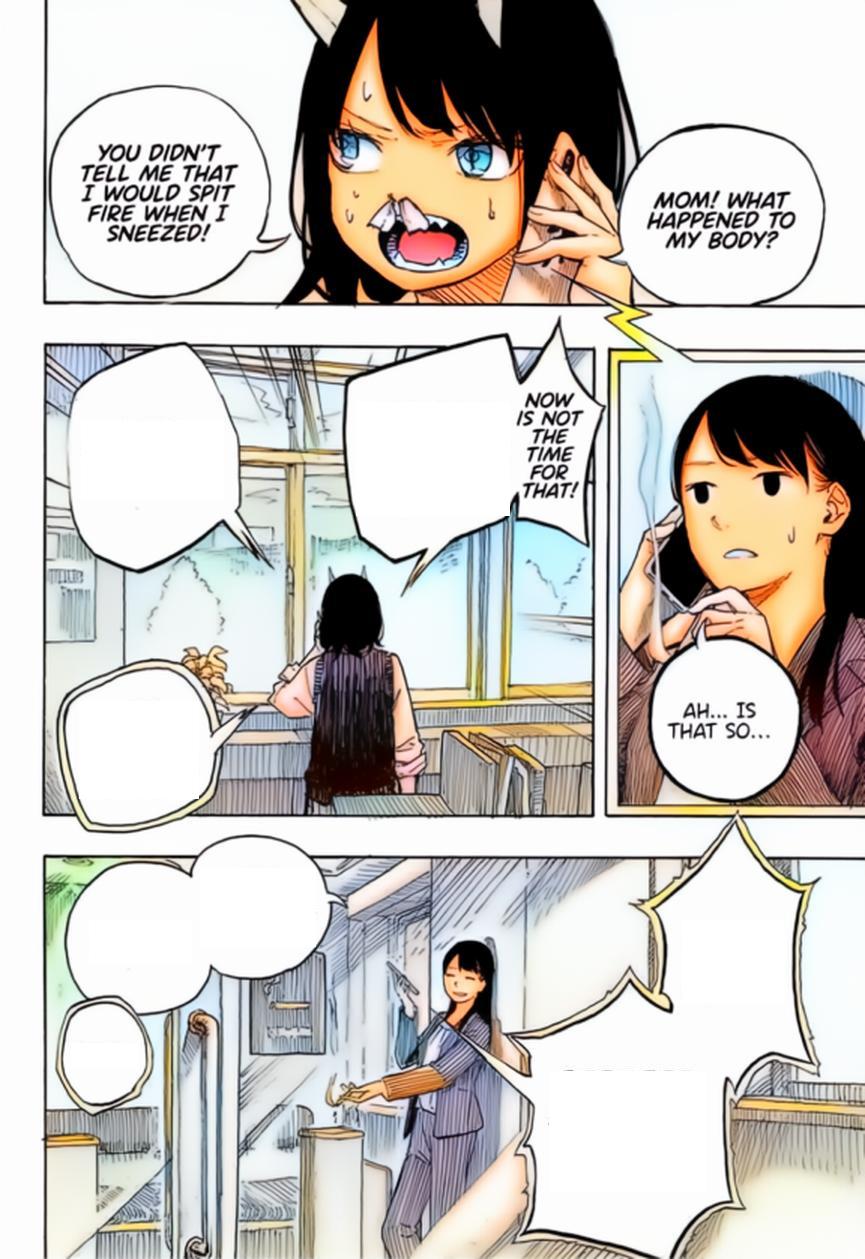 MOM! WHAT
HAPPENED TO
MY BODY?
YOU DIDN'T
TELL ME THAT
I WOULD SPIT
FIRE WHEN I
SNEEZED!
AH... IS
THAT SO...
NOW
IS NOT
THE
TIME
FOR
THAT!